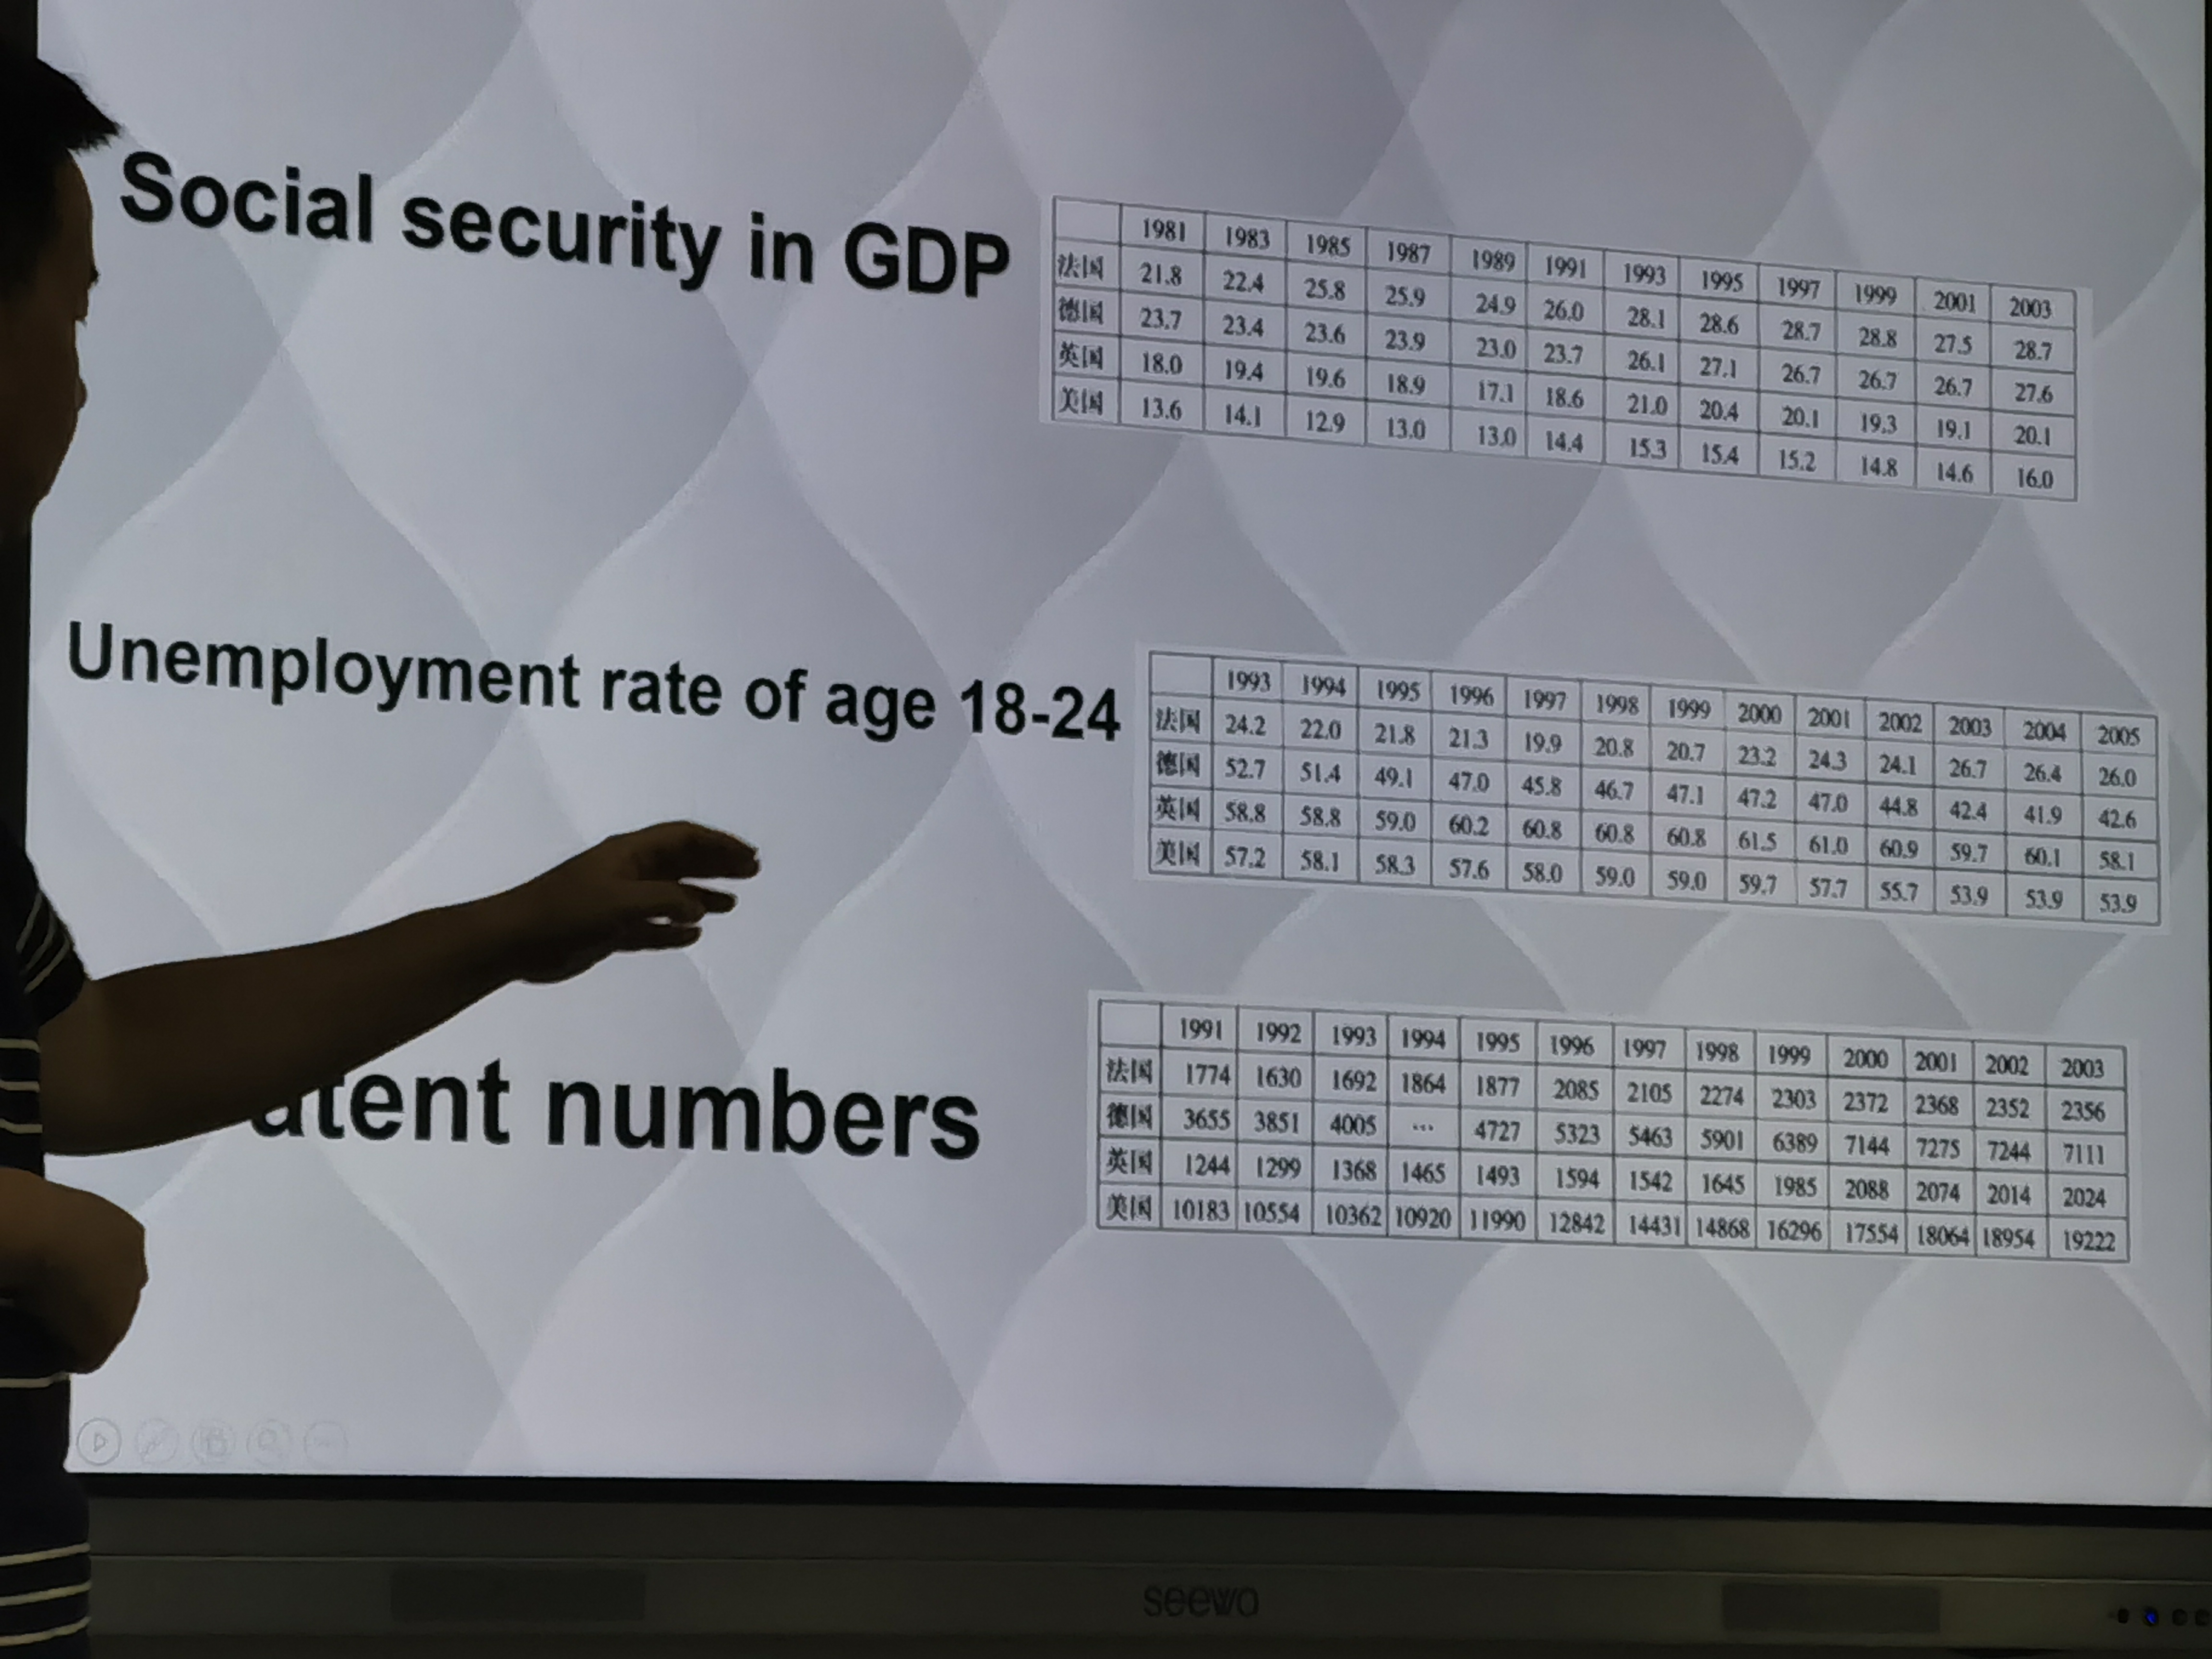 Social security in GDP
1981 1983 1985 1987 1989 1991 1993 1995 1997 1999 2001 2003
法国 21.8 22.4 25.8 25.9 24.9 26.0 28.1 28.6 28.7 28.8 27.5 28.7
德国 23.7 23.4 23.6 23.9 23.0 23.7 26.1 27.1 26.7 26.7 26.7 27.6
英国 18.0 19.4 19.6 18.9 17.1 18.6 21.0 20.4 20.1 19.3 19.1 20.1
美国 13.6 14.1 12.9 13.0 13.0 14.4 15.3 15.4 15.2 14.8 14.6 16.0
Unemployment rate of age 18-24
1993 1994 1995 1996 1997 1998 1999 2000 2001 2002 2003 2004 2005
法国 24.2 22.0 21.8 21.3 19.9 20.8 20.7 23.2 24.3 24.1 26.7 26.4 26.0
德国 52.7 51.4 49.1 47.0 45.8 46.7 47.1 47.2 47.0 44.8 42.4 41.9 42.6
英国 58.8 58.8 59.0 60.2 60.8 60.8 60.8 61.5 61.0 60.9 59.7 60.1 58.1
美国 57.2 58.1 58.3 57.6 58.0 59.0 59.0 59.7 57.7 55.7 53.9 53.9 53.9
atent numbers
1991 1992 1993 1994 1995 1996 1997 1998 1999 2000 2001 2002 2003
法国 1774 1630 1692 1864 1877 2085 2105 2274 2303 2372 2368 2352 2356
德国 3655 3851 4005 … 4727 5323 5463 5901 6389 7144 7275 7244 7111
英国 1244 1299 1368 1465 1493 1594 1542 1645 1985 2088 2074 2014 2024
美国 10183 10554 10362 10920 11990 12842 14431 14868 16296 17554 18064 18954 19222
seewo